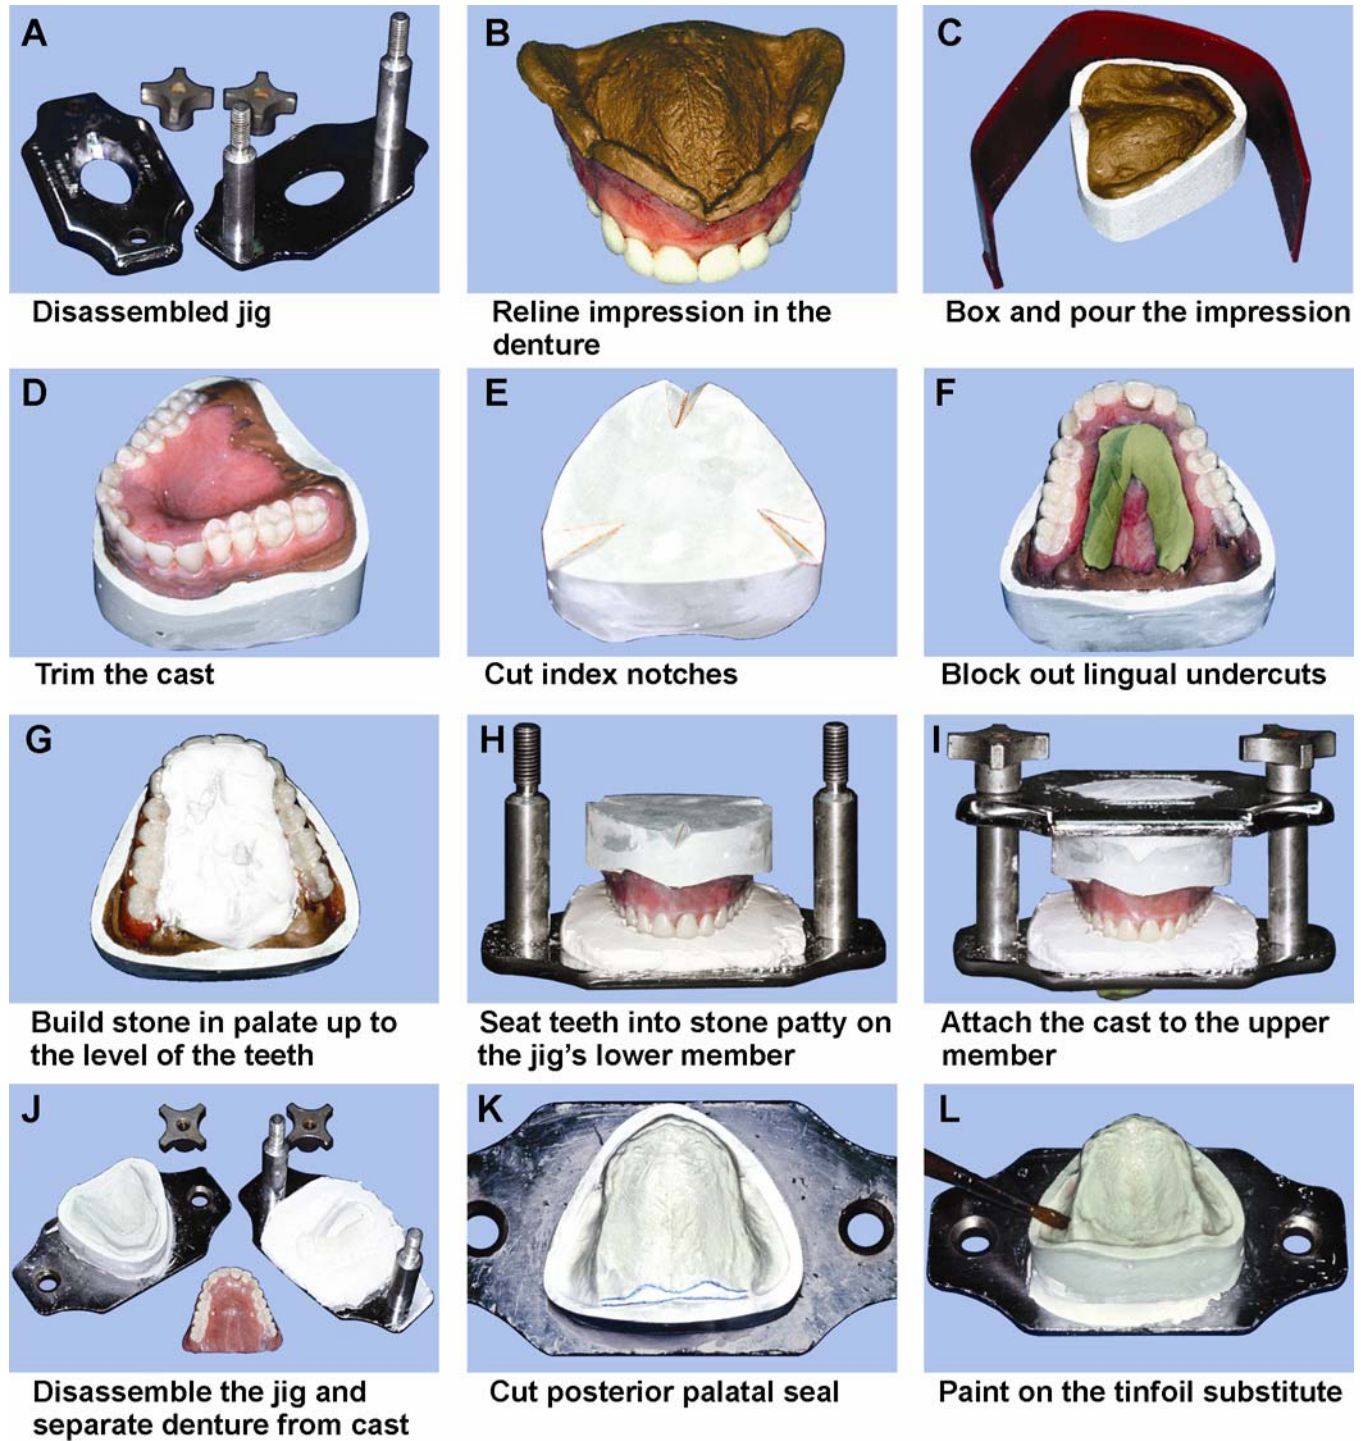 A
B
C
Disassembled jig
Reline impression in the
denture
Box and pour the impression
D
E
F
Trim the cast
Cut index notches
Block out lingual undercuts
G
H
I
Build stone in palate up to
the level of the teeth
Seat teeth into stone patty on
the jig's lower member
Attach the cast to the upper
member
J
K
L
Disassemble the jig and
separate denture from cast
Cut posterior palatal seal
Paint on the tinfoil substitute